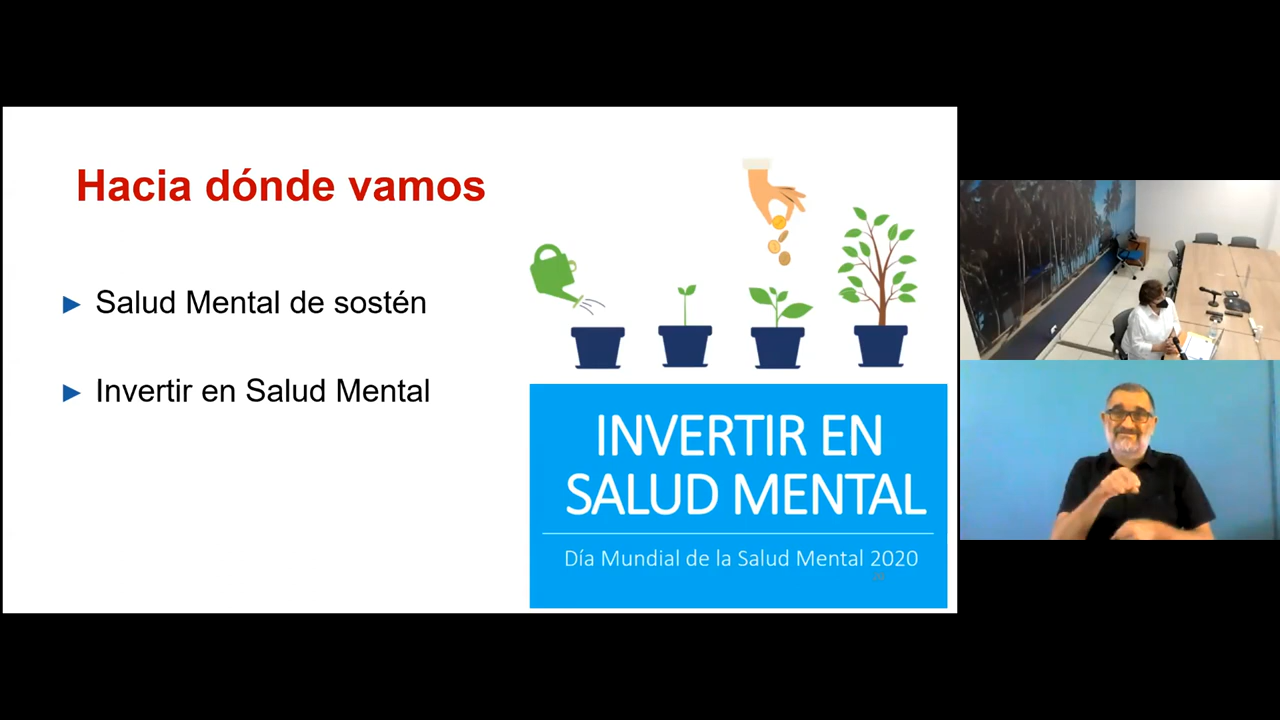 Hacia dónde vamos
► Salud Mental de sostén
► Invertir en Salud Mental
INVERTIR EN
SALUD MENTAL
Día Mundial de la Salud Mental 2020